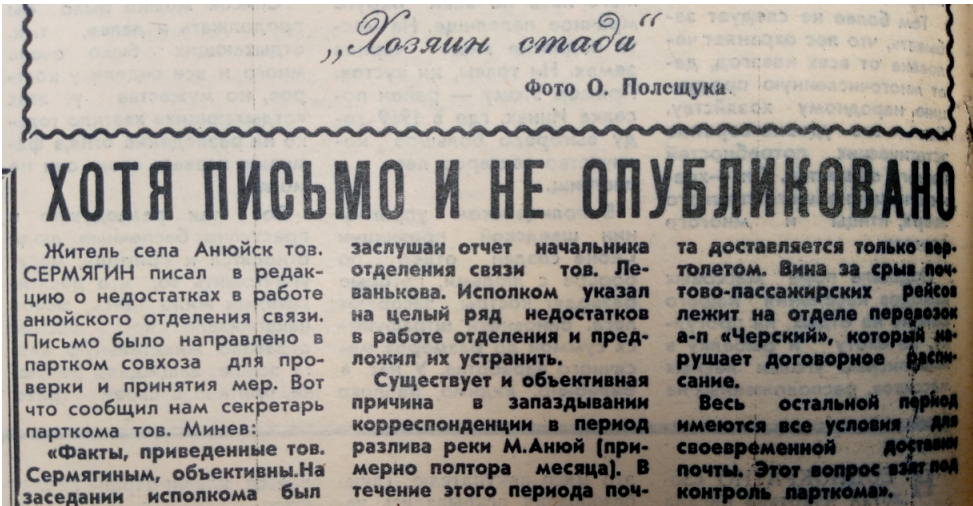 „Хозяин стада"
Фото О. Полещука.
ХОТЯ ПИСЬМО И НЕ ОПУБЛИКОВАНО
Житель села Анюйск тов.
СЕРМЯГИН писал в редак-
цию о недостатках в работе
анюйского отделения связи.
Письмо было направлено в
партком совхоза для про-
верки и принятия мер. Вот
что сообщил нам секретарь
парткома тов. Минев:
«Факты, приведенные тов.
Сермягиным, объективны.На
заседании исполкома был
заслушан отчет начальника
отделения связи тов. Ле-
ванькова. Исполком указал
на целый ряд недостатков
в работе отделения и пред-
ложил их устранить.
Существует и объективная
причина в запаздывании
корреспонденции в период
разлива реки М.Анюй (при-
мерно полтора месяца). В
течение этого периода поч-
та доставляется только вер-
толетом. Вина за срыв поч-
тово-пассажирских рейсов
лежит на отделе перевозок
а-п «Черский», который на-
рушает договорное распи-
сание.
Весь остальной период
имеются все условия для
своевременной доставки
почты. Этот вопрос взят под
контроль парткома».